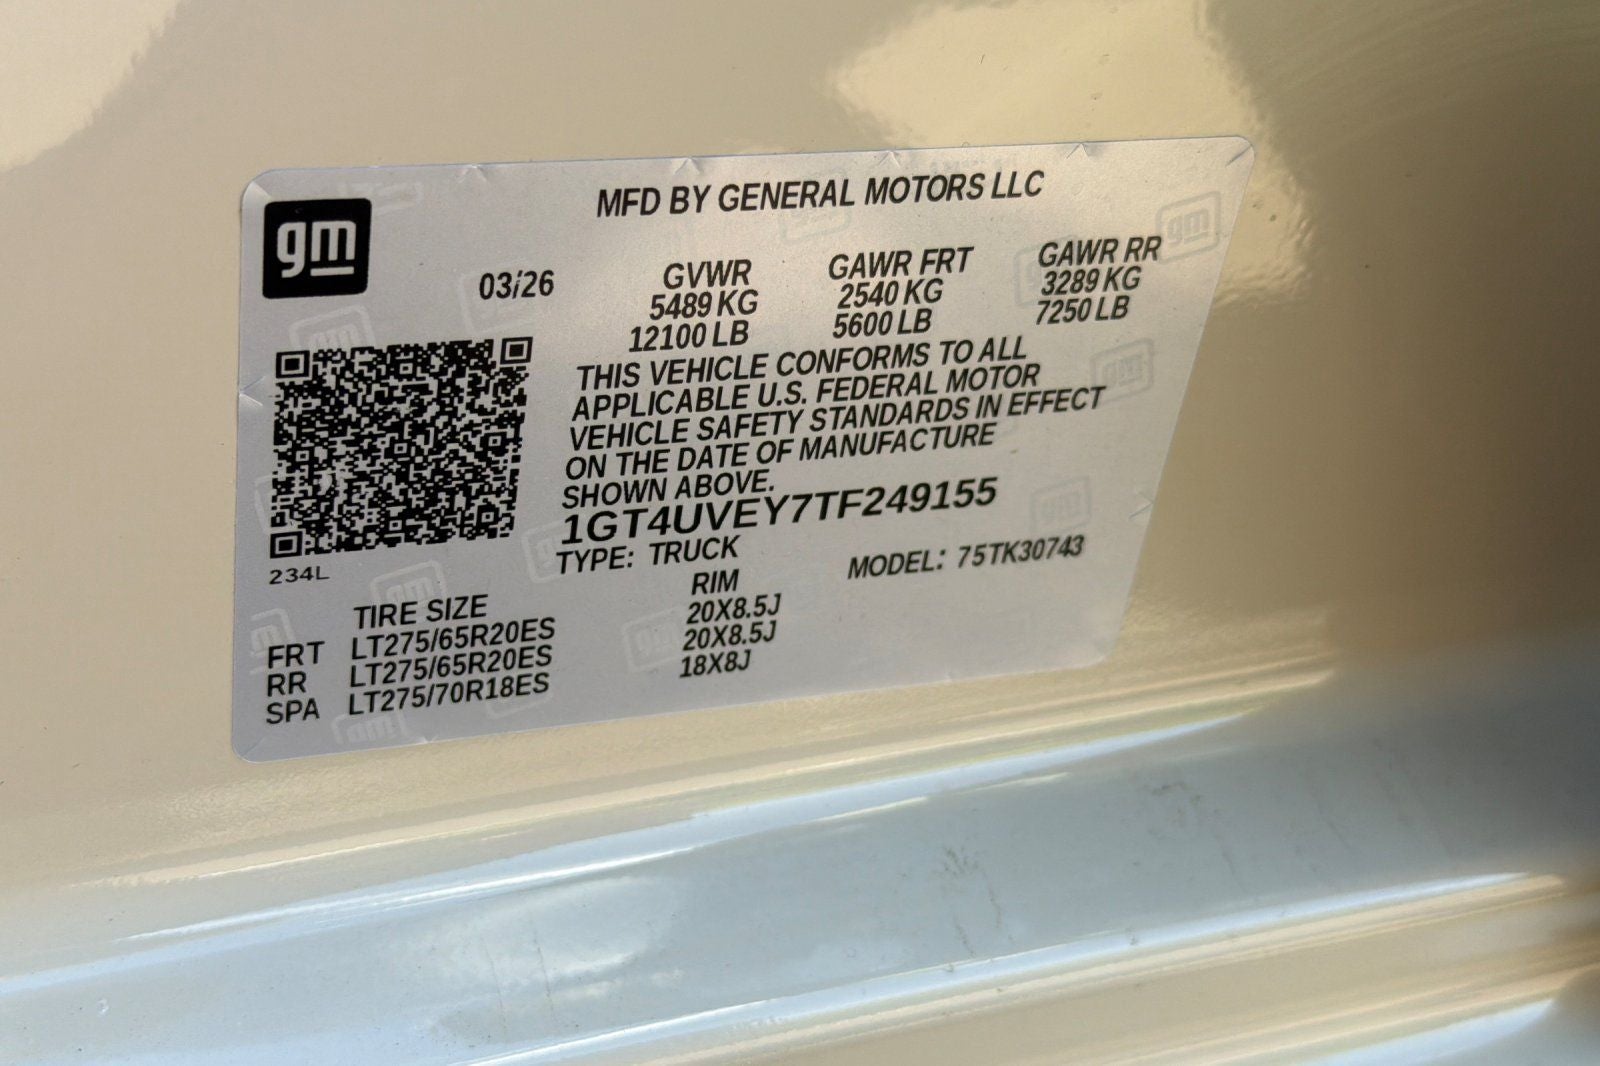 MFD BY GENERAL MOTORS LLC
gm
03/26
GVWR GAWR FRT GAWR RR
5489 KG 2540 KG 3289 KG
12100 LB 5600 LB 7250 LB
THIS VEHICLE CONFORMS TO ALL
APPLICABLE U.S. FEDERAL MOTOR
VEHICLE SAFETY STANDARDS IN EFFECT
ON THE DATE OF MANUFACTURE
SHOWN ABOVE.
1GT4UVEY7TF249155
TYPE: TRUCK MODEL: 75TK30743
234L
TIRE SIZE RIM
FRT LT275/65R20ES 20X8.5J
RR LT275/65R20ES 20X8.5J
SPA LT275/70R18ES 18X8J